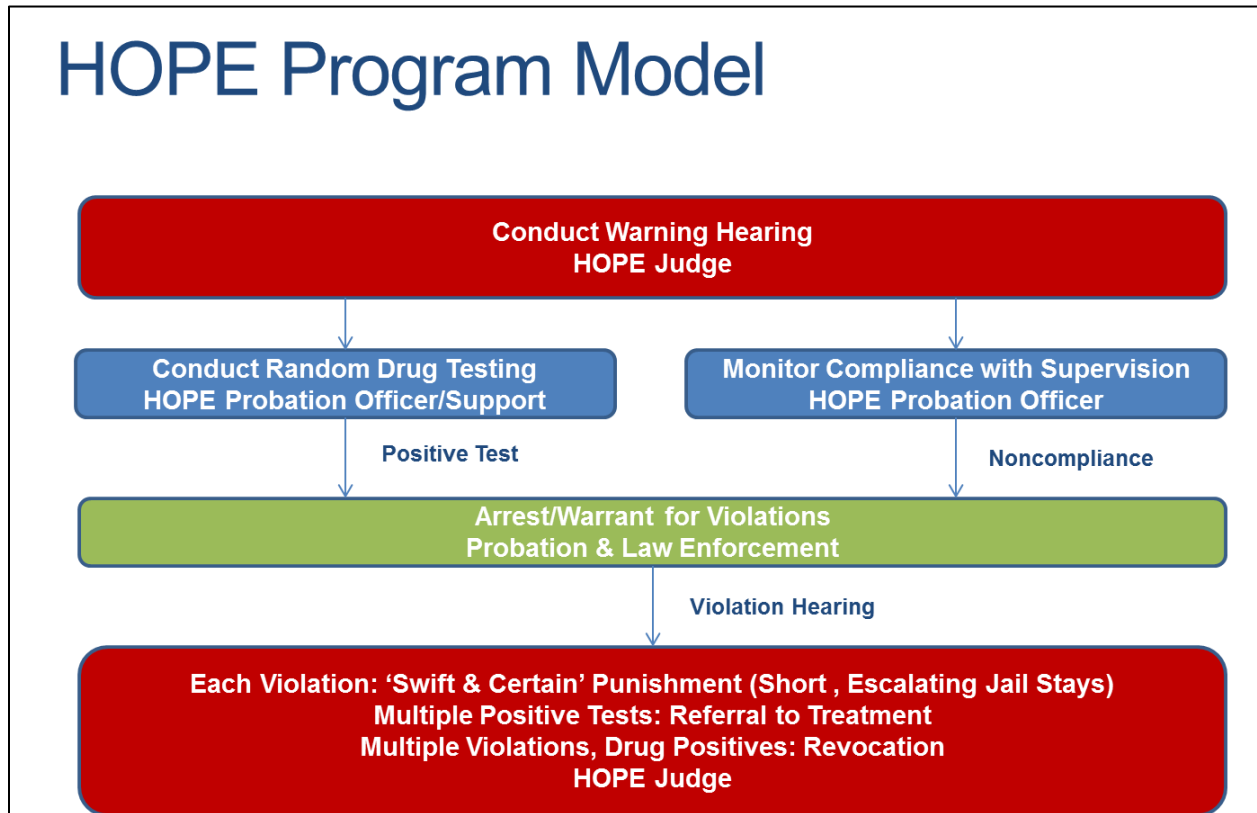 HOPE Program Model
Conduct Warning Hearing
HOPE Judge
Conduct Random Drug Testing
HOPE Probation Officer/Support
Monitor Compliance with Supervision
HOPE Probation Officer
Positive Test
Noncompliance
Arrest/Warrant for Violations
Probation & Law Enforcement
Violation Hearing
Each Violation: ‘Swift & Certain’ Punishment (Short , Escalating Jail Stays)
Multiple Positive Tests: Referral to Treatment
Multiple Violations, Drug Positives: Revocation
HOPE Judge